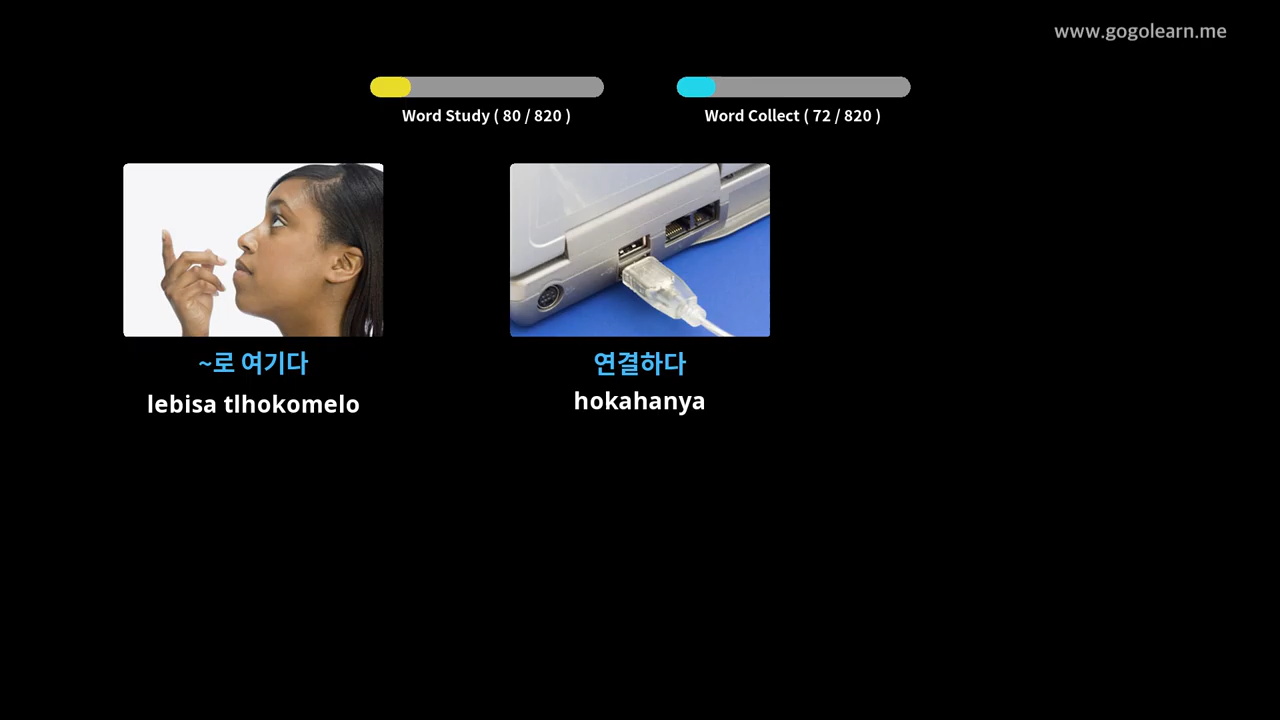 www.gogolearn.me
Word Study ( 80 / 820 )
Word Collect ( 72 / 820 )
~로 여기다
lebisa tlhokomelo
연결하다
hokahanya